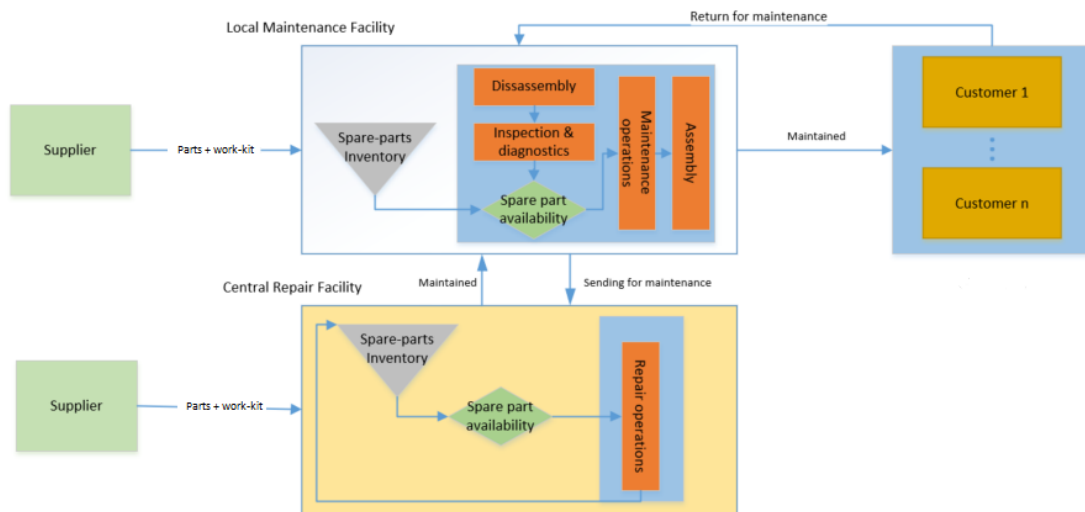 Return for maintenance
Local Maintenance Facility
Supplier
Parts + work-kit
Spare-parts
Inventory
Dissassembly
Inspection &
diagnostics
Spare part
availability
Maintenance
operations
Assembly
Maintained
Customer 1
Customer n
Central Repair Facility
Maintained
Sending for maintenance
Supplier
Parts + work-kit
Spare-parts
Inventory
Spare part
availability
Repair operations